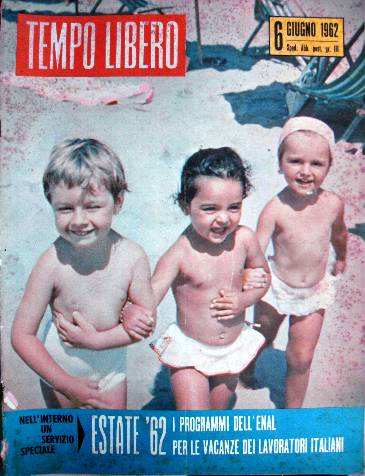 TEMPO LIBERO
6 GIUGNO 1962
Sped. Abb. post. gr. III
NELL'INTERNO
UN
SERVIZIO
SPECIALE
ESTATE '62
I PROGRAMMI DELL'ENAL
PER LE VACANZE DEI LAVORATORI ITALIANI